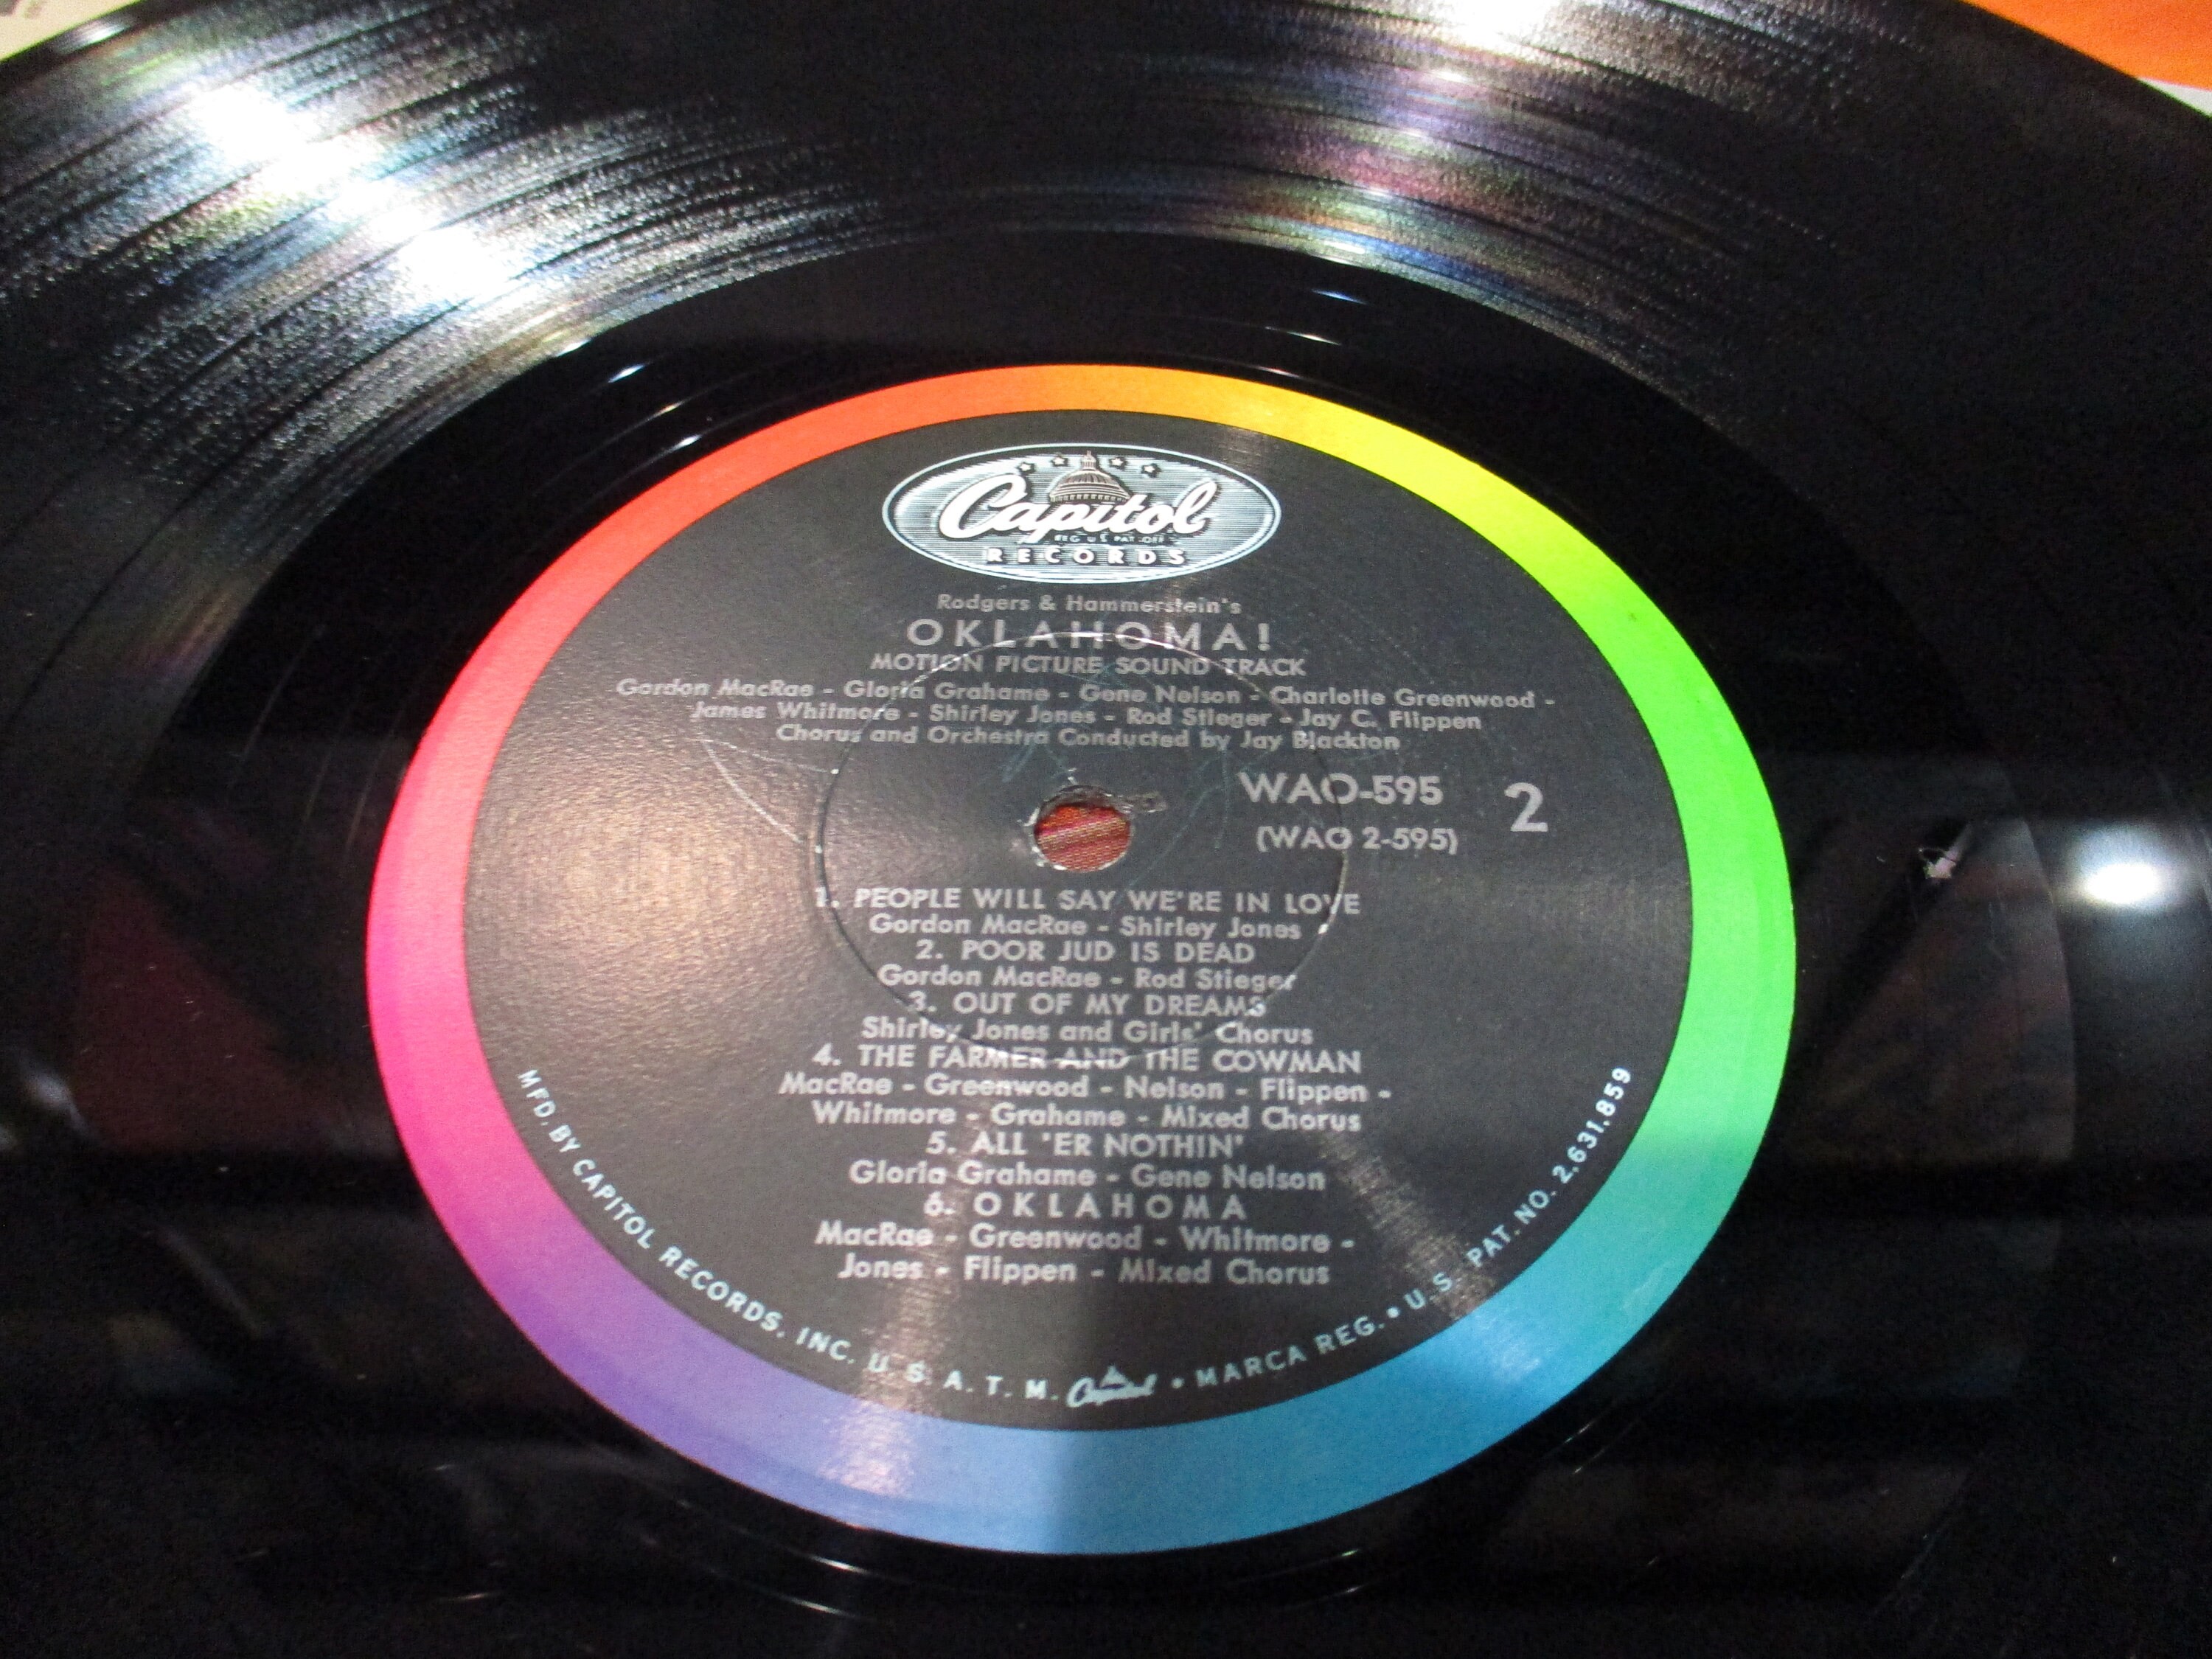 Capitol
REG. U.S. PAT. OFF.
RECORDS
Rodgers & Hammerstein's
OKLAHOMA!
MOTION PICTURE SOUND TRACK
Gordon MacRae - Gloria Grahame - Gene Nelson - Charlotte Greenwood -
James Whitmore - Shirley Jones - Rod Stieger - Jay C. Flippen
Chorus and Orchestra Conducted by Jay Blackton
WAO-595
2
(WAO 2-595)
1. PEOPLE WILL SAY WE'RE IN LOVE
Gordon MacRae - Shirley Jones
2. POOR JUD IS DEAD
Gordon MacRae - Rod Stieger
3. OUT OF MY DREAMS
Shirley Jones and Girls' Chorus
4. THE FARMER AND THE COWMAN
MacRae - Greenwood - Nelson - Flippen -
Whitmore - Grahame - Mixed Chorus
5. ALL 'ER NOTHIN'
Gloria Grahame - Gene Nelson
6. OKLAHOMA
MacRae - Greenwood - Whitmore -
Jones - Flippen - Mixed Chorus
MFD. BY CAPITOL RECORDS, INC. U.S.A. T.M. Capitol • MARCA REG. • U.S. PAT. NO. 2,631,859